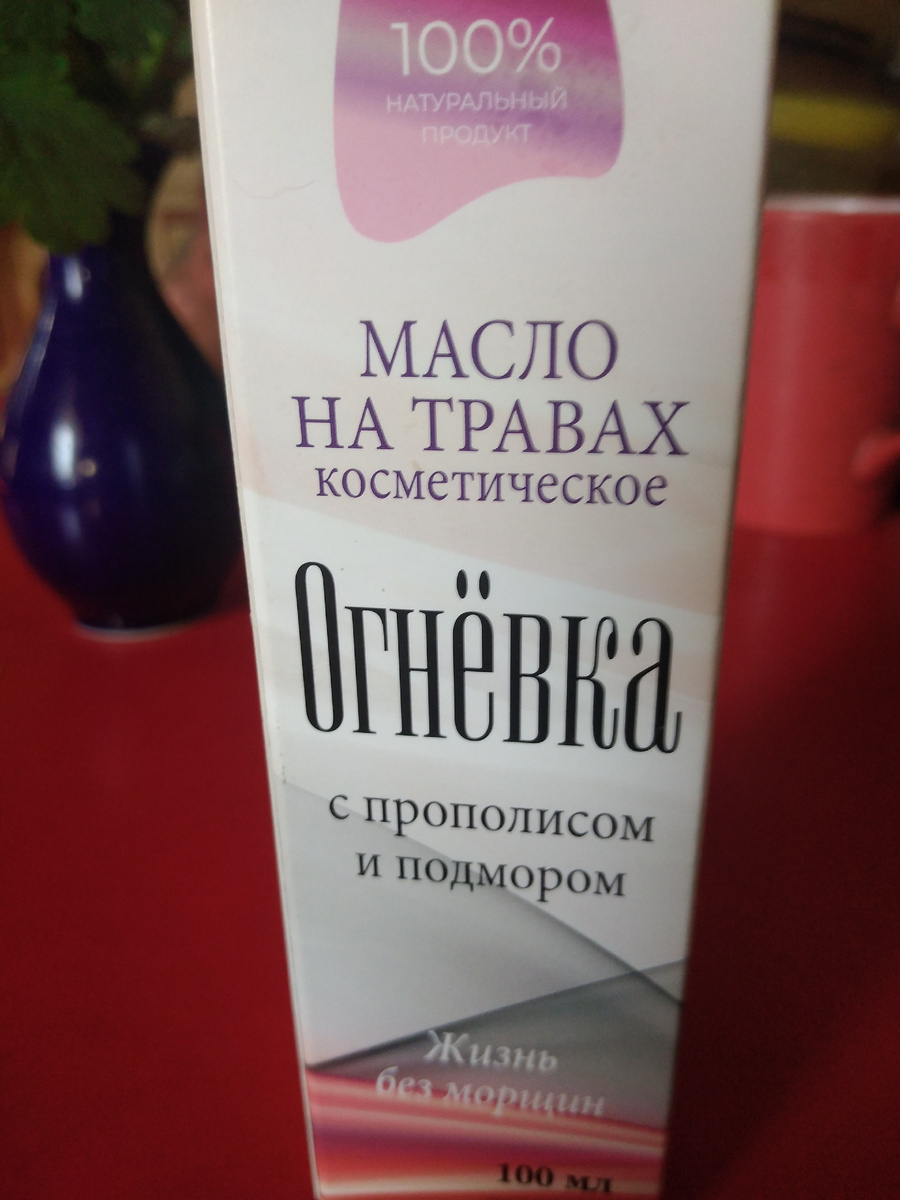 100%
НАТУРАЛЬНЫЙ
ПРОДУКТ
МАСЛО
НА ТРАВАХ
косметическое
Огнёвка
с прополисом
и подмором
Жизнь
без морщин
100 мл